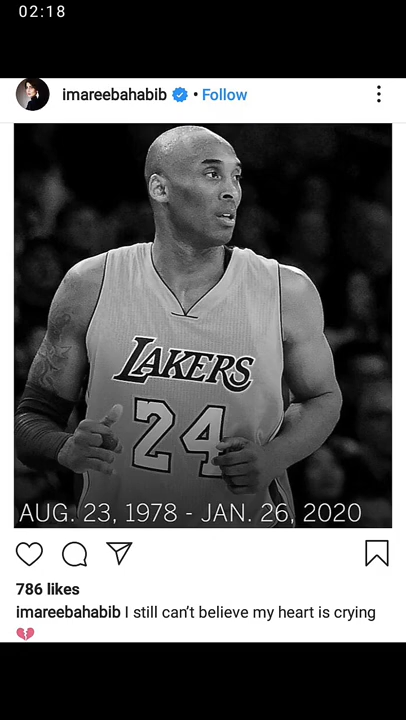 02:18
imareebahabib • Follow
LAKERS
24
AUG. 23, 1978 - JAN. 26, 2020
786 likes
imareebahabib I still can’t believe my heart is crying
💔